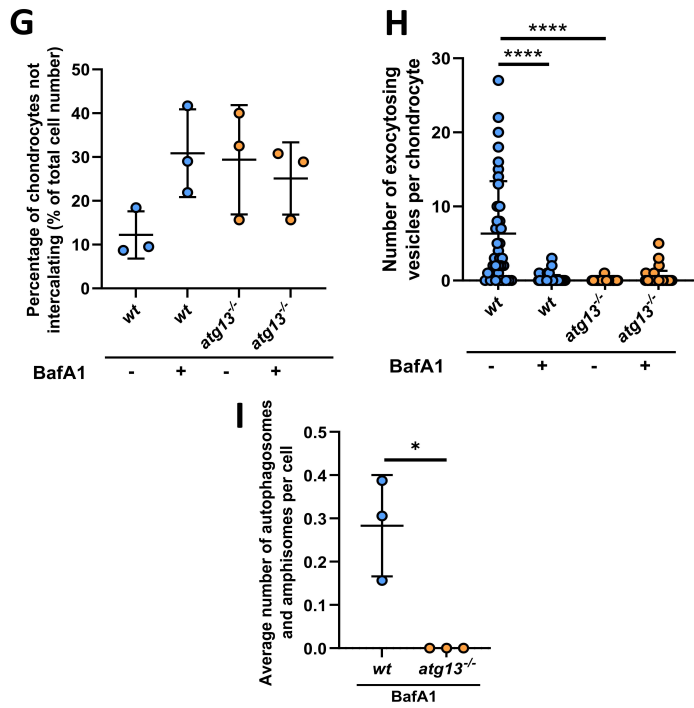 G
Percentage of chondrocytes not
intercalating (% of total cell number)
50
40
30
20
10
0
wt
wt
atg13-/-
atg13-/-
BafA1
-
+
-
+
H
Number of exocytosing
vesicles per chondrocyte
30
20
10
0
****
****
wt
wt
atg13-/-
atg13-/-
BafA1
-
+
-
+
I
Average number of autophagosomes
and amphisomes per cell
0.5
0.4
0.3
0.2
0.1
0.0
*
wt
atg13-/-
BafA1